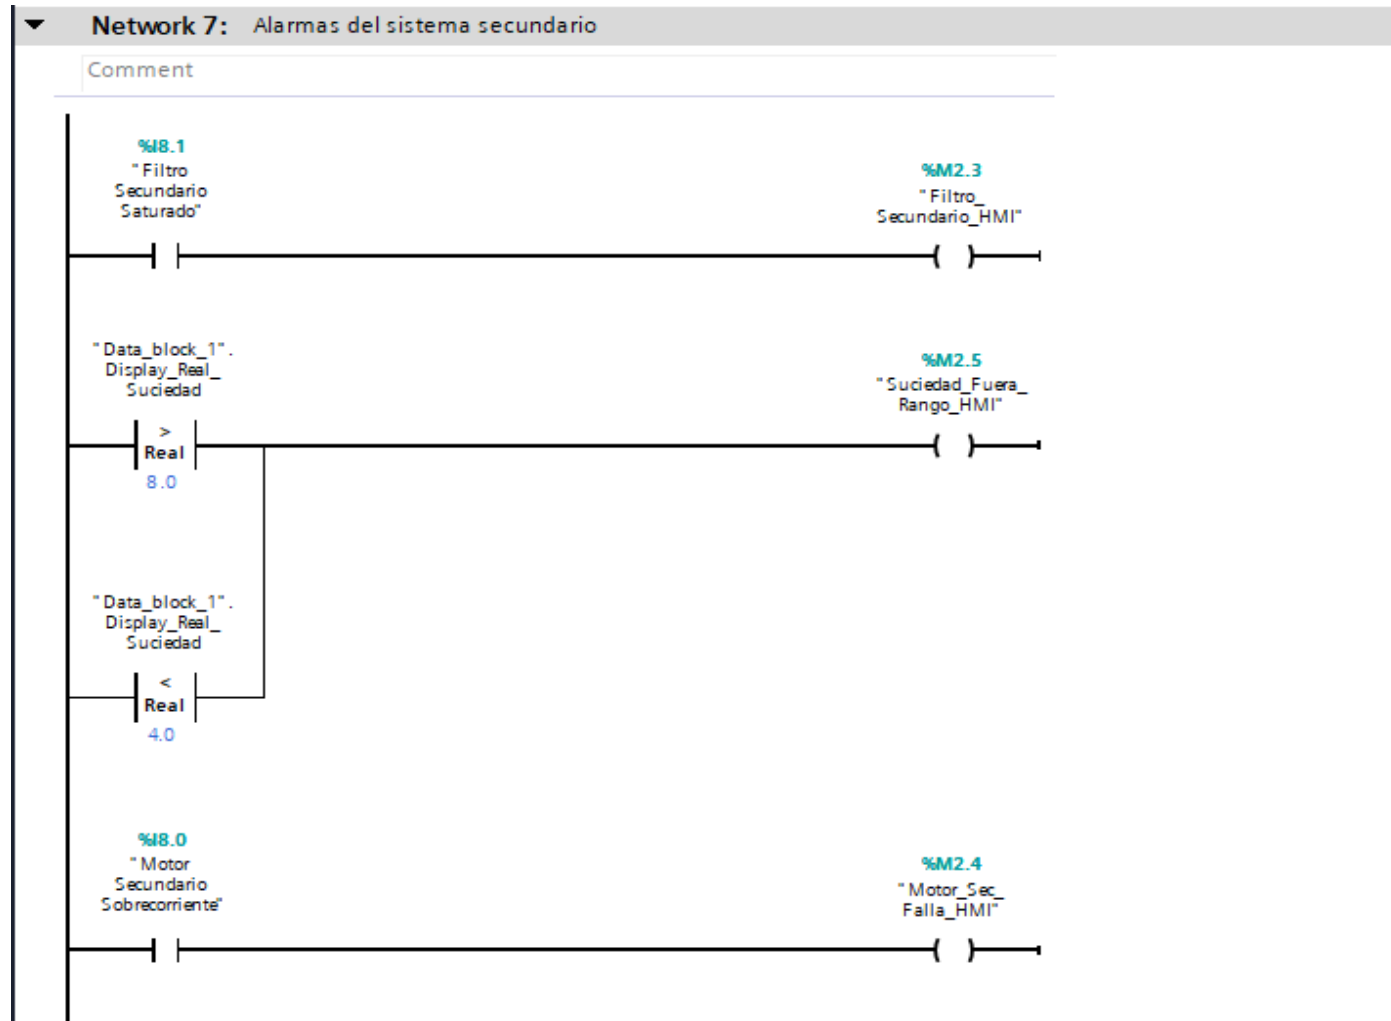 Network 7: Alarmas del sistema secundario
Comment
%I8.1
"Filtro
Secundario
Saturado"
%M2.3
"Filtro_
Secundario_HMI"
"Data_block_1".
Display_Real_
Suciedad
>
Real
8.0
%M2.5
"Suciedad_Fuera_
Rango_HMI"
"Data_block_1".
Display_Real_
Suciedad
<
Real
4.0
%I8.0
"Motor
Secundario
Sobrecorriente"
%M2.4
"Motor_Sec_
Falla_HMI"